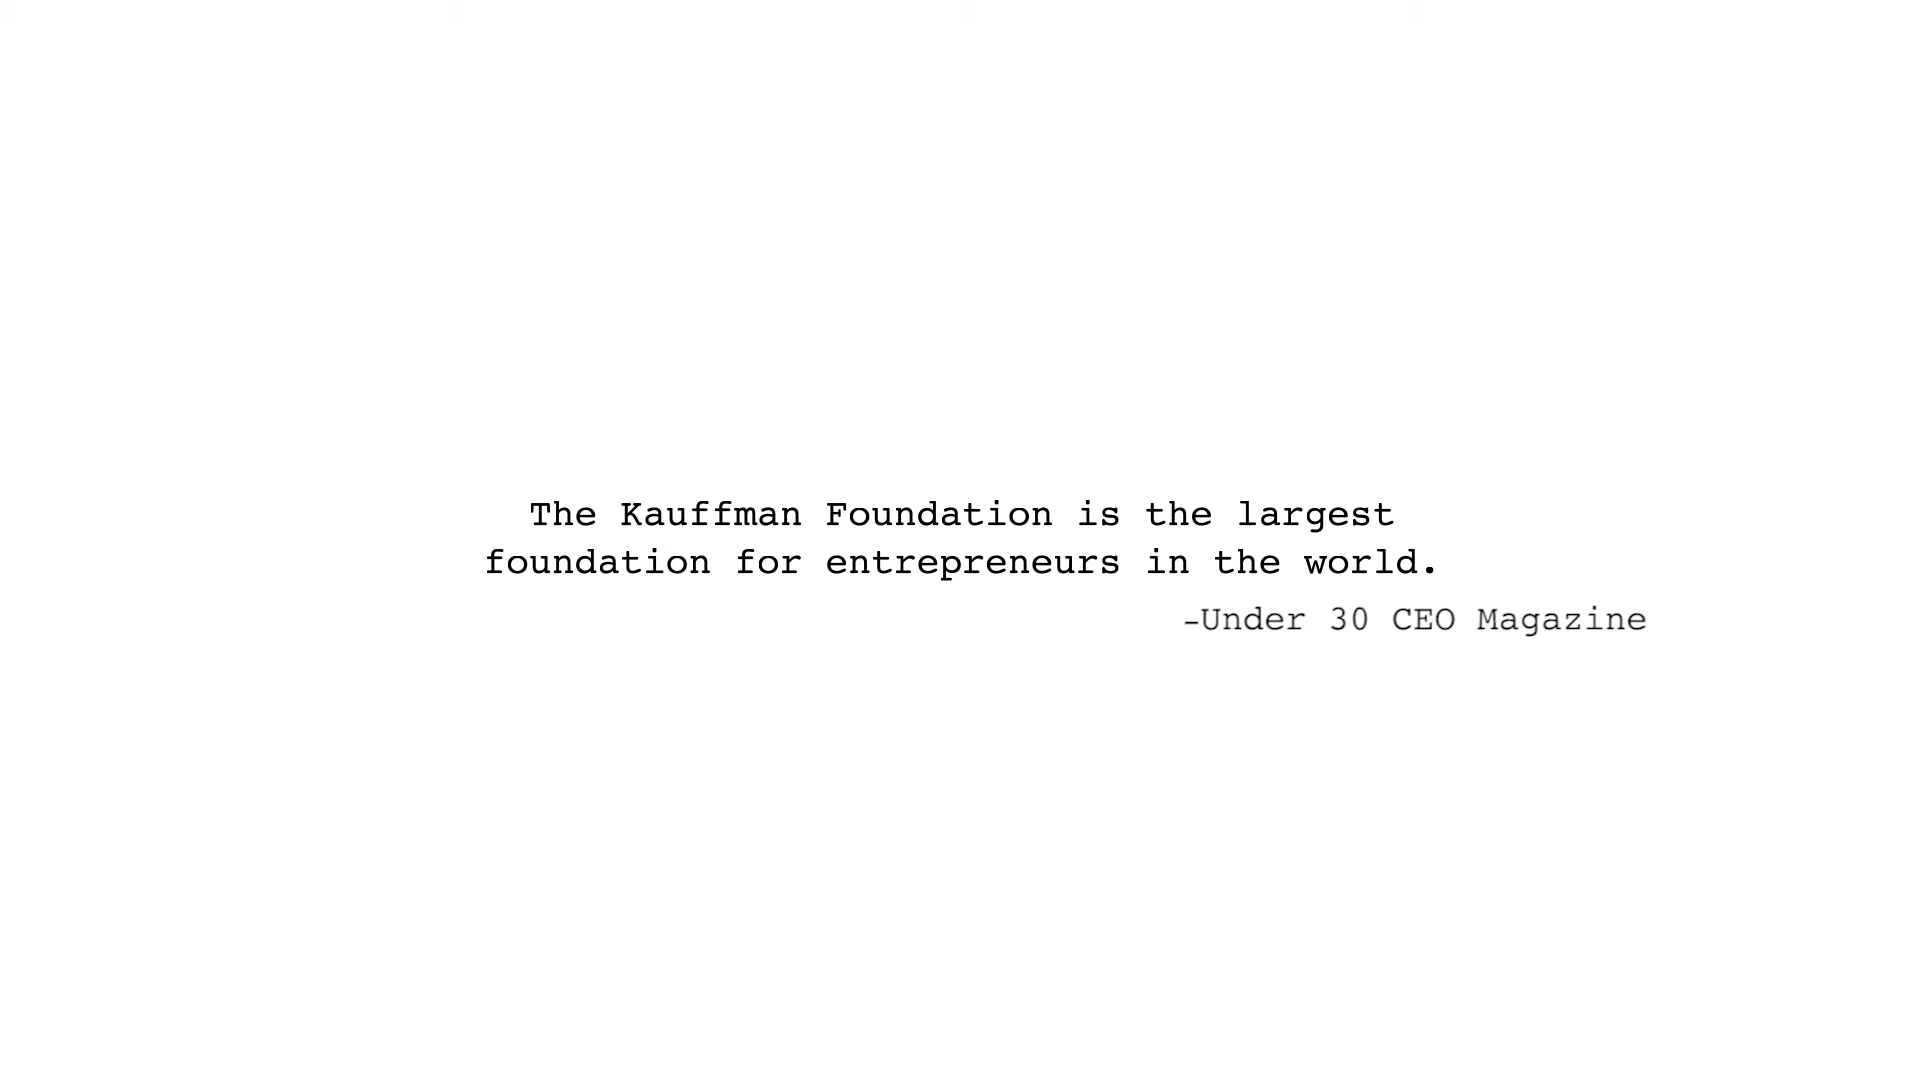 The Kauffman Foundation is the largest
foundation for entrepreneurs in the world.
-Under 30 CEO Magazine